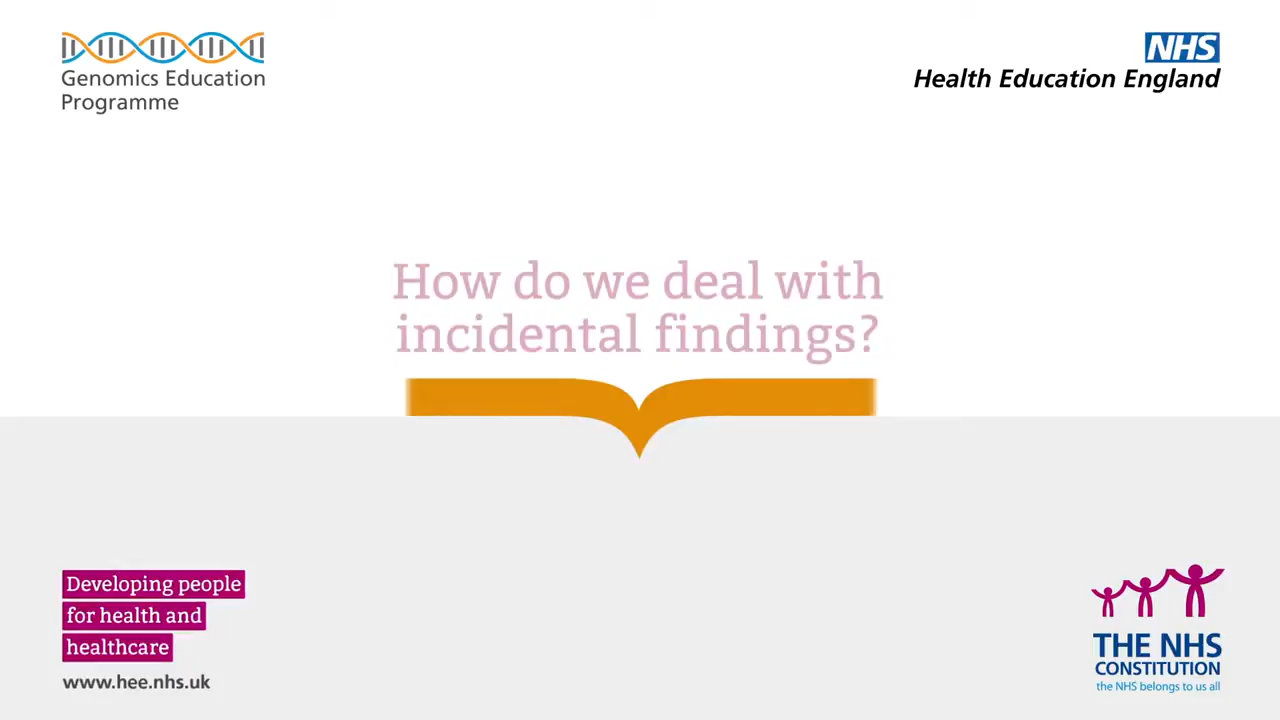 Genomics Education
Programme
NHS
Health Education England
How do we deal with
incidental findings?
Developing people
for health and
healthcare
www.hee.nhs.uk
THE NHS
CONSTITUTION
the NHS belongs to us all